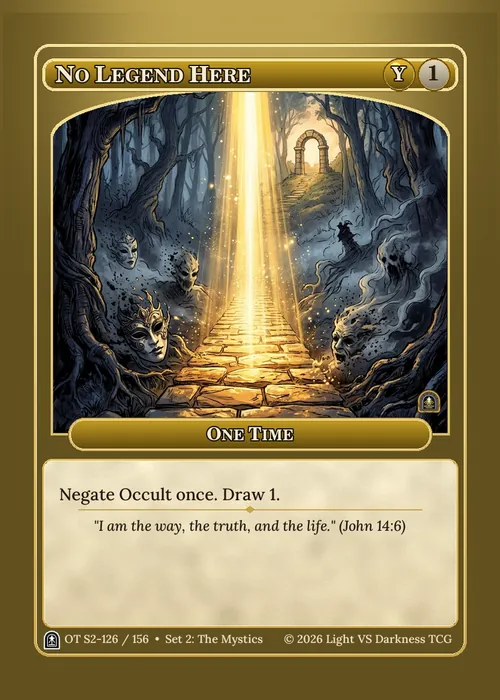 No Legend Here Y 1
One Time
Negate Occult once. Draw 1.
"I am the way, the truth, and the life." (John 14:6)
OT S2-126 / 156 • Set 2: The Mystics © 2026 Light VS Darkness TCG